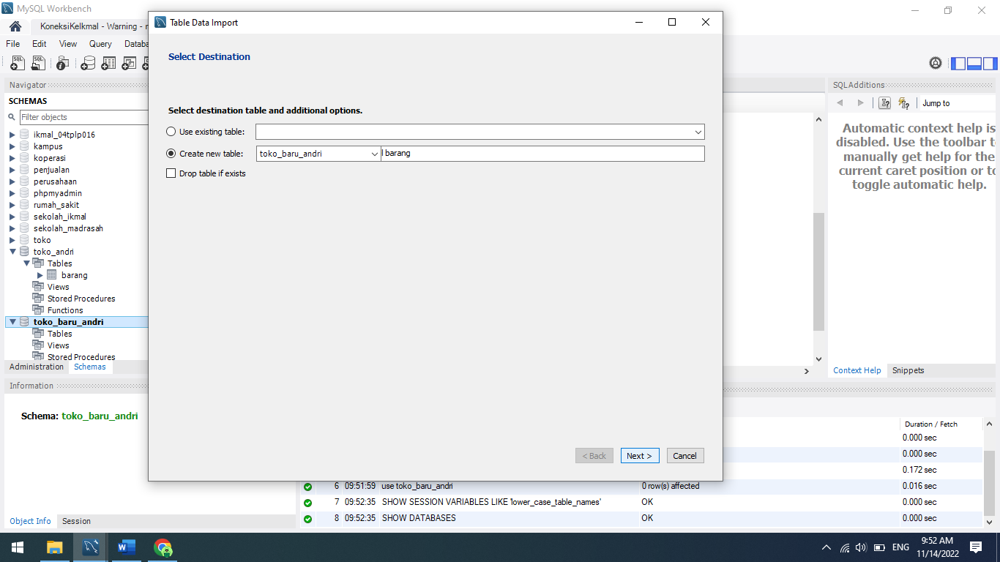 MySQL Workbench
KoneksiKelkmal - Warning -
File Edit View Query
Table Data Import
Select Destination
Select destination table and additional options.
Use existing table:
Create new table: toko_baru_andri barang
Drop table if exists
< Back Next > Cancel
Navigator
SCHEMAS
Filter objects
ikmal_04tplp016
kampus
koperasi
penjualan
perusahaan
phpmyadmin
rumah_sakit
sekolah_ikmal
sekolah_madrasah
toko
toko_andri
Tables
barang
Views
Stored Procedures
Functions
toko_baru_andri
Tables
Views
Stored Procedures
Administration Schemas
Information
Schema: toko_baru_andri
Object Info Session
SQLAdditions
Jump to
Automatic context help is
disabled. Use the toolbar
manually get help for the
current caret position or
toggle automatic help.
Context Help Snippets
Duration / Fetch
0.000 sec
0.000 sec
0.172 sec
6 09:51:59 use toko_baru_andri 0 row(s) affected 0.016 sec
7 09:52:35 SHOW SESSION VARIABLES LIKE 'lower_case_table_names' OK 0.000 sec
8 09:52:35 SHOW DATABASES OK 0.000 sec
ENG
9:52 AM
11/14/2022